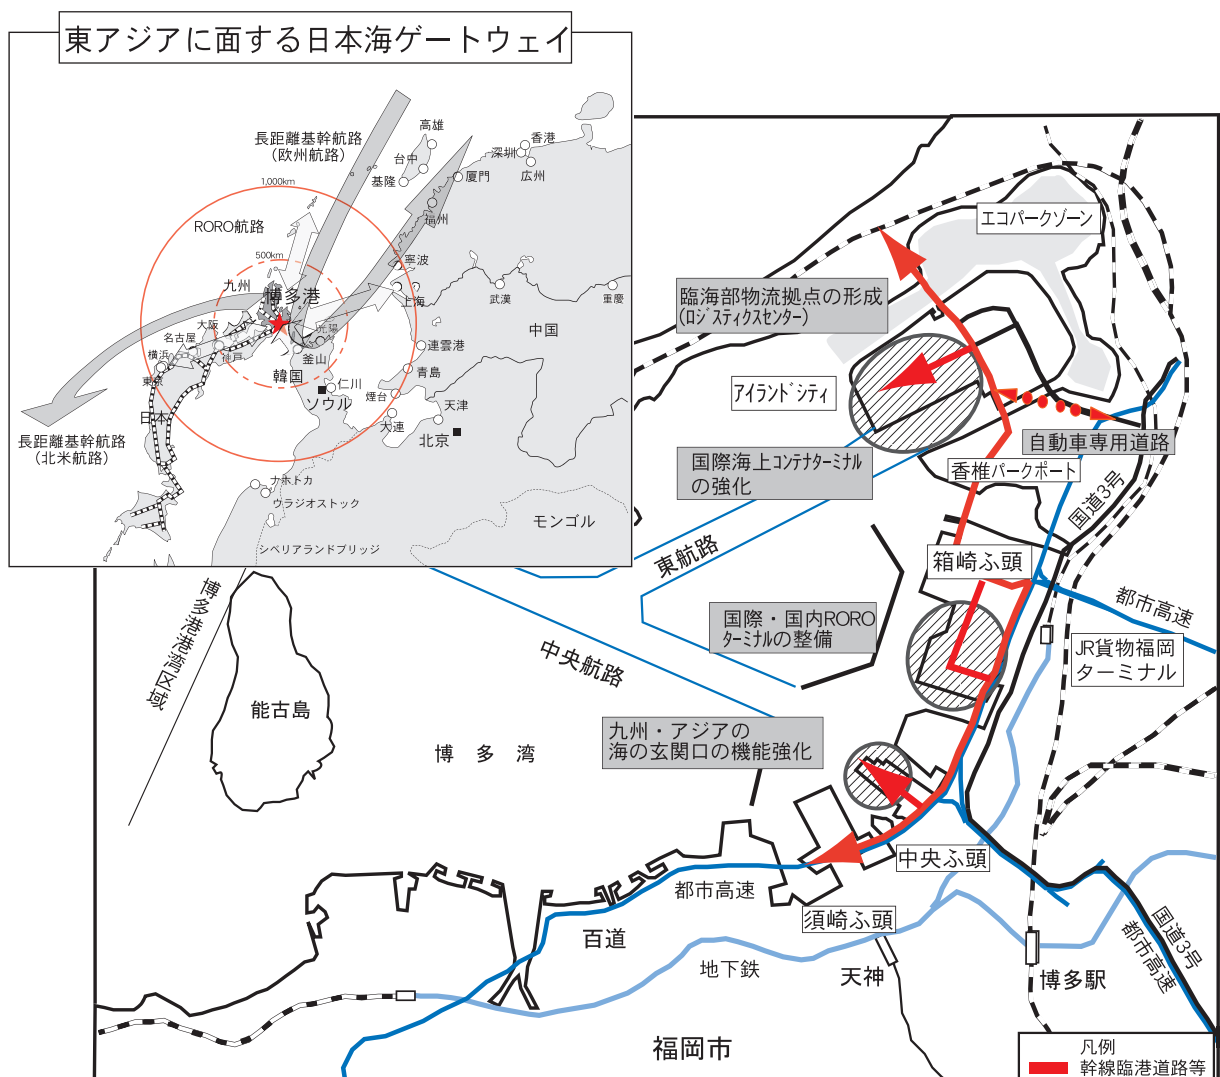 東アジアに面する日本海ゲートウェイ
長距離基幹航路
(欧州航路)
高雄
台中
基隆
香港
深圳
広州
厦門
福州
1,000km
RORO航路
500km
九州
博多港
寧波
上海
武漢
重慶
中国
大阪
名古屋
横浜
東京
神戸
光陽
釜山
韓国
連雲港
青島
仁川
ソウル
煙台
大連
天津
北京
日本
長距離基幹航路
(北米航路)
ナホトカ
ウラジオストック
モンゴル
シベリアランドブリッジ
エコパークゾーン
臨海部物流拠点の形成
(ロジスティクスセンター)
アイランドシティ
自動車専用道路
国際海上コンテナターミナル
の強化
香椎パークポート
国道3号
東航路
箱崎ふ頭
都市高速
国際・国内RORO
ターミナルの整備
JR貨物福岡
ターミナル
博多港港湾区域
中央航路
能古島
博多湾
九州・アジアの
海の玄関口の機能強化
中央ふ頭
都市高速
須崎ふ頭
百道
地下鉄
天神
博多駅
国道3号
都市高速
福岡市
凡例
幹線臨港道路等